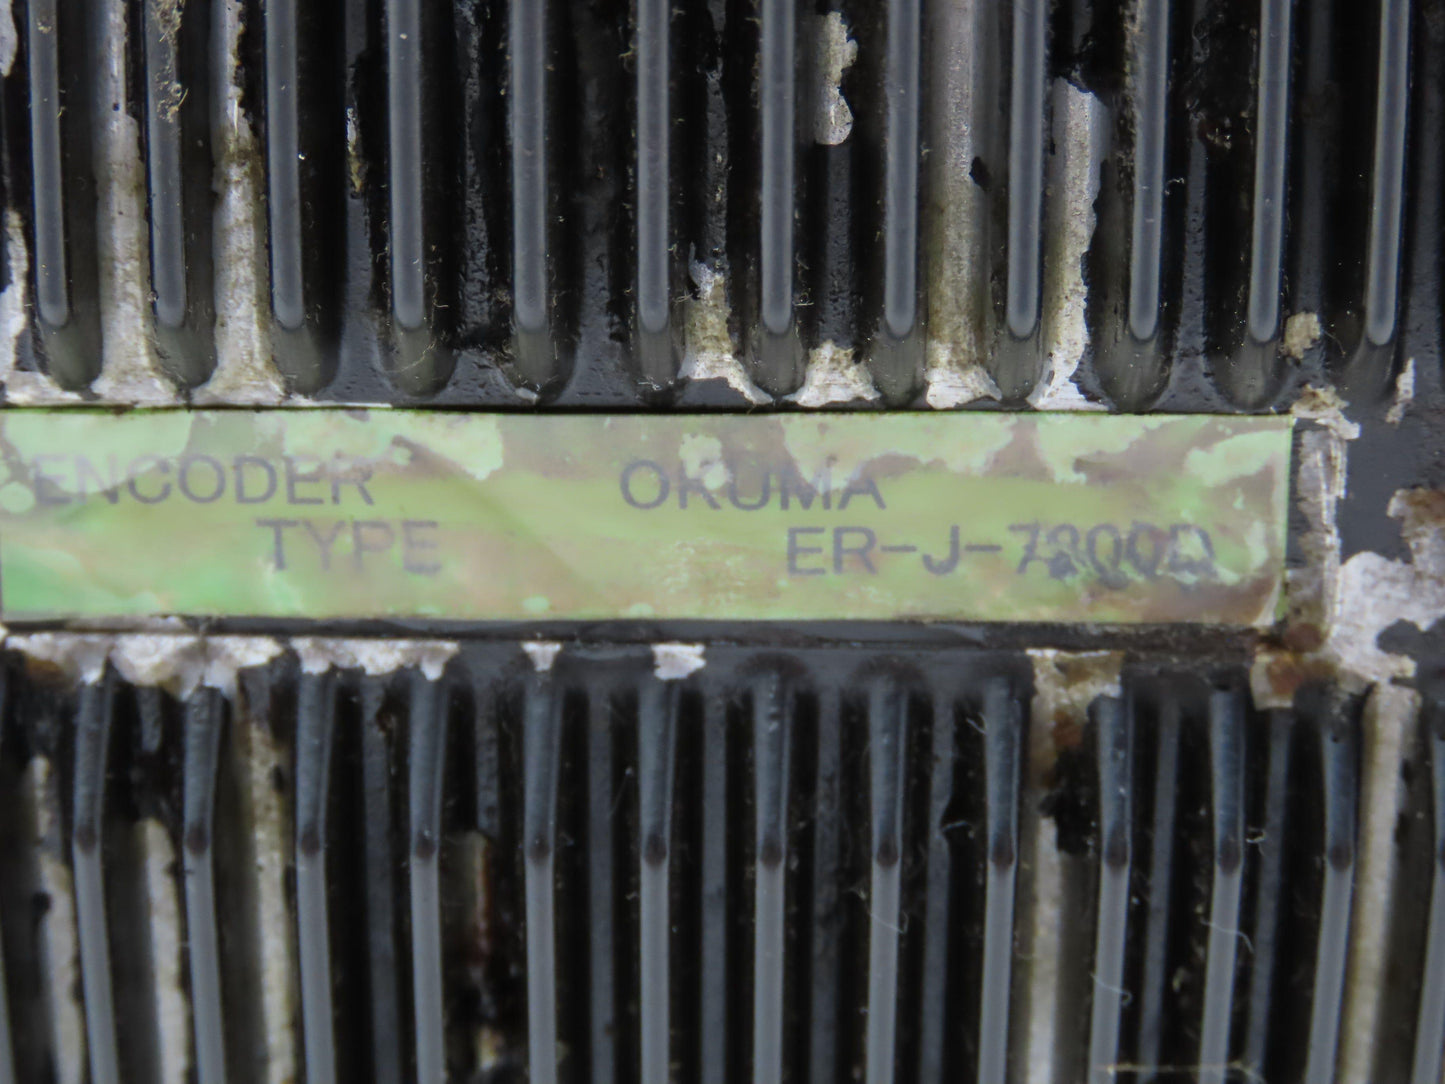 ENCODER OKUMA
TYPE ER-J-7200D